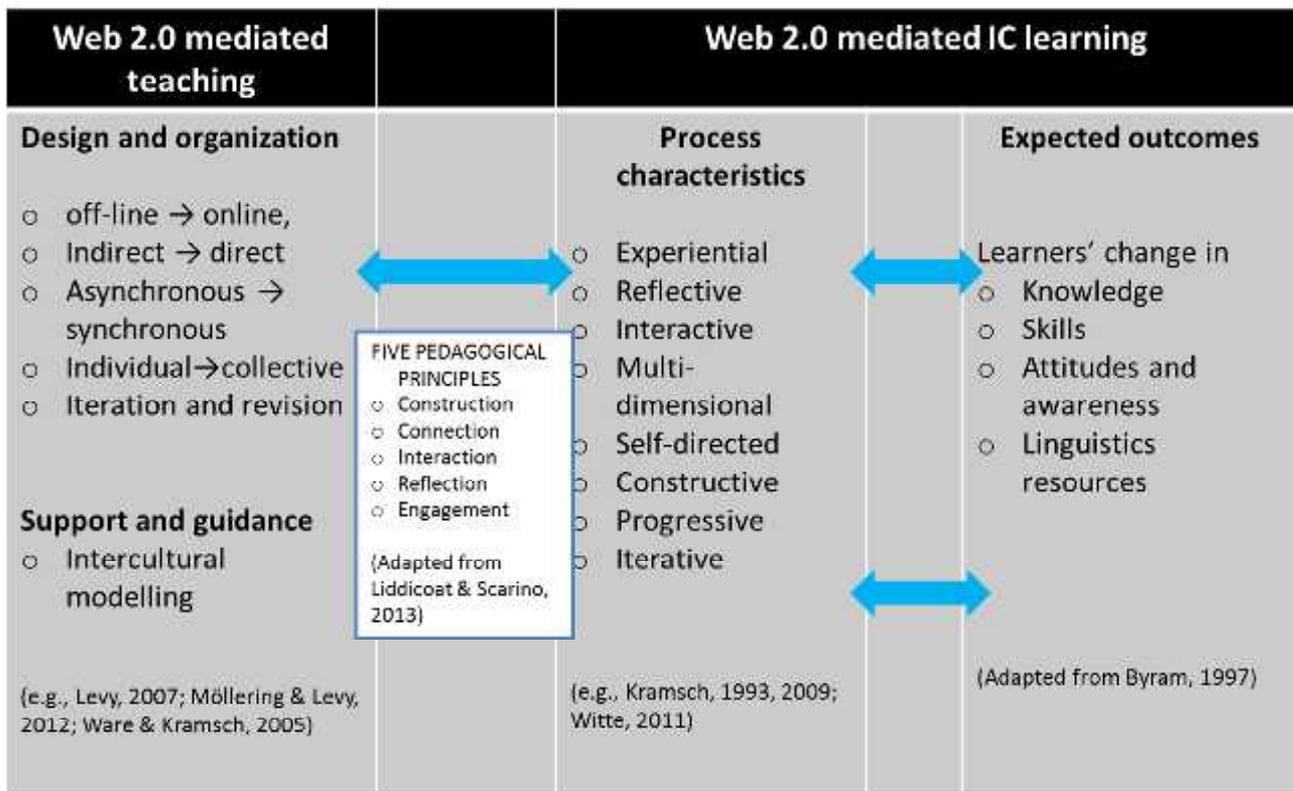 Web 2.0 mediated
teaching
Web 2.0 mediated IC learning
Design and organization
○ off-line → online,
○ Indirect → direct
○ Asynchronous →
synchronous
○ Individual→collective
○ Iteration and revision
Support and guidance
○ Intercultural
modelling
(e.g., Levy, 2007; Möllering & Levy,
2012; Ware & Kramsch, 2005)
FIVE PEDAGOGICAL
PRINCIPLES
○ Construction
○ Connection
○ Interaction
○ Reflection
○ Engagement
(Adapted from
Liddicoat & Scarino,
2013)
Process
characteristics
○ Experiential
○ Reflective
○ Interactive
○ Multi-
dimensional
○ Self-directed
○ Constructive
○ Progressive
○ Iterative
(e.g., Kramsch, 1993, 2009;
Witte, 2011)
Expected outcomes
Learners' change in
○ Knowledge
○ Skills
○ Attitudes and
awareness
○ Linguistics
resources
(Adapted from Byram, 1997)